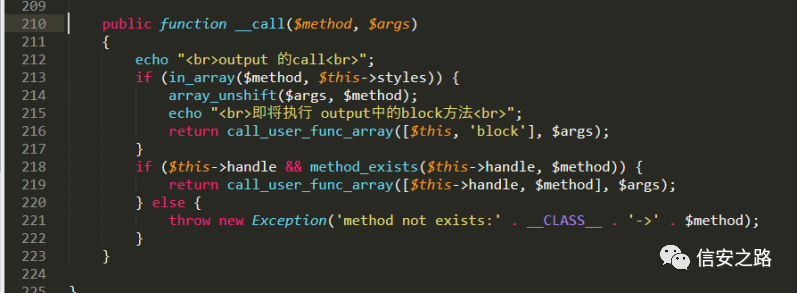 209
210 public function __call($method, $args)
211 {
212 echo "<br>output 的call<br>";
213 if (in_array($method, $this->styles)) {
214 array_unshift($args, $method);
215 echo "<br>即将执行 output中的block方法<br>";
216 return call_user_func_array([$this, 'block'], $args);
217 }
218 if ($this->handle && method_exists($this->handle, $method)) {
219 return call_user_func_array([$this->handle, $method], $args);
220 } else {
221 throw new Exception('method not exists:' . __CLASS__ . '->' . $method);
222 }
223 }
224
225 }
信安之路